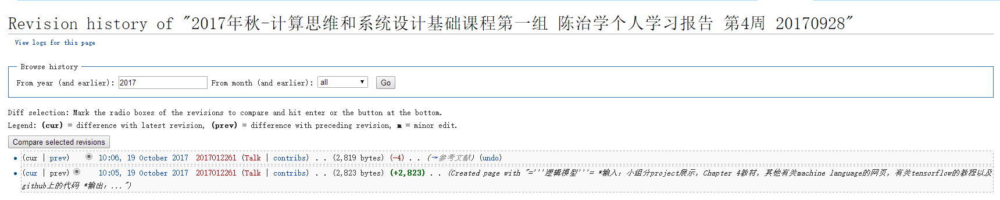 Revision history of "2017年秋-计算思维和系统设计基础课程第一组 陈治学个人学习报告 第4周 20170928"
View logs for this page
Browse history
From year (and earlier): 2017 From month (and earlier): all Go
Diff selection: Mark the radio boxes of the revisions to compare and hit enter or the button at the bottom.
Legend: (cur) = difference with latest revision, (prev) = difference with preceding revision, m = minor edit.
Compare selected revisions
(cur | prev) 10:06, 19 October 2017 2017012261 (Talk | contribs) . . (2,819 bytes) (-4) . . (→参考文献) (undo)
(cur | prev) 10:05, 19 October 2017 2017012261 (Talk | contribs) . . (2,823 bytes) (+2,823) . . (Created page with "='''逻辑模型'''= *输入：小组分project展示，Chapter 4教材，其他有关machine language的网页，有关tensorflow的教程以及
github上的代码 *输出：...")